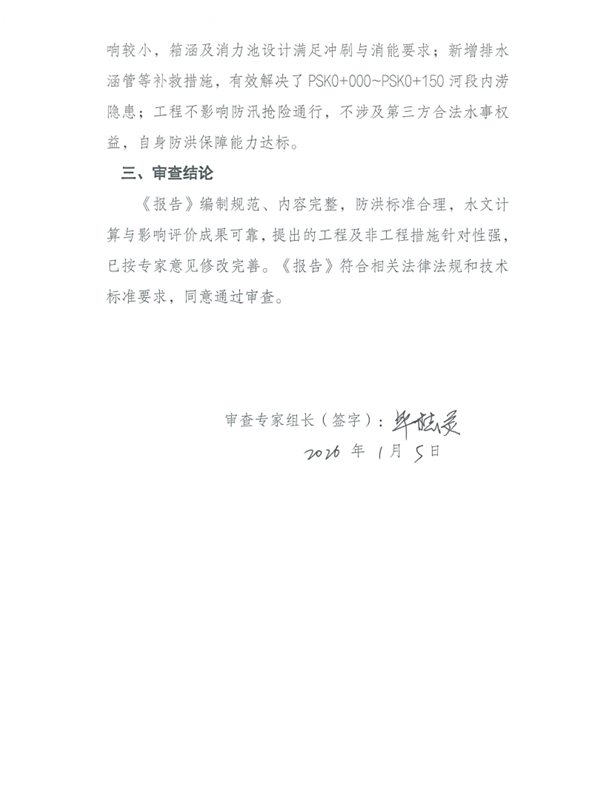 响较小，箱涵及消力池设计满足冲刷与消能要求；新增排水
涵管等补救措施，有效解决了 PSK0+000~PSK0+150 河段内涝
隐患；工程不影响防汛抢险通行，不涉及第三方合法水事权
益，自身防洪保障能力达标。
三、审查结论
《报告》编制规范、内容完整，防洪标准合理，水文计
算与影响评价成果可靠，提出的工程及非工程措施针对性强，
已按专家意见修改完善。《报告》符合相关法律法规和技术
标准要求，同意通过审查。
审查专家组长（签字）：
2026 年 1 月 5 日